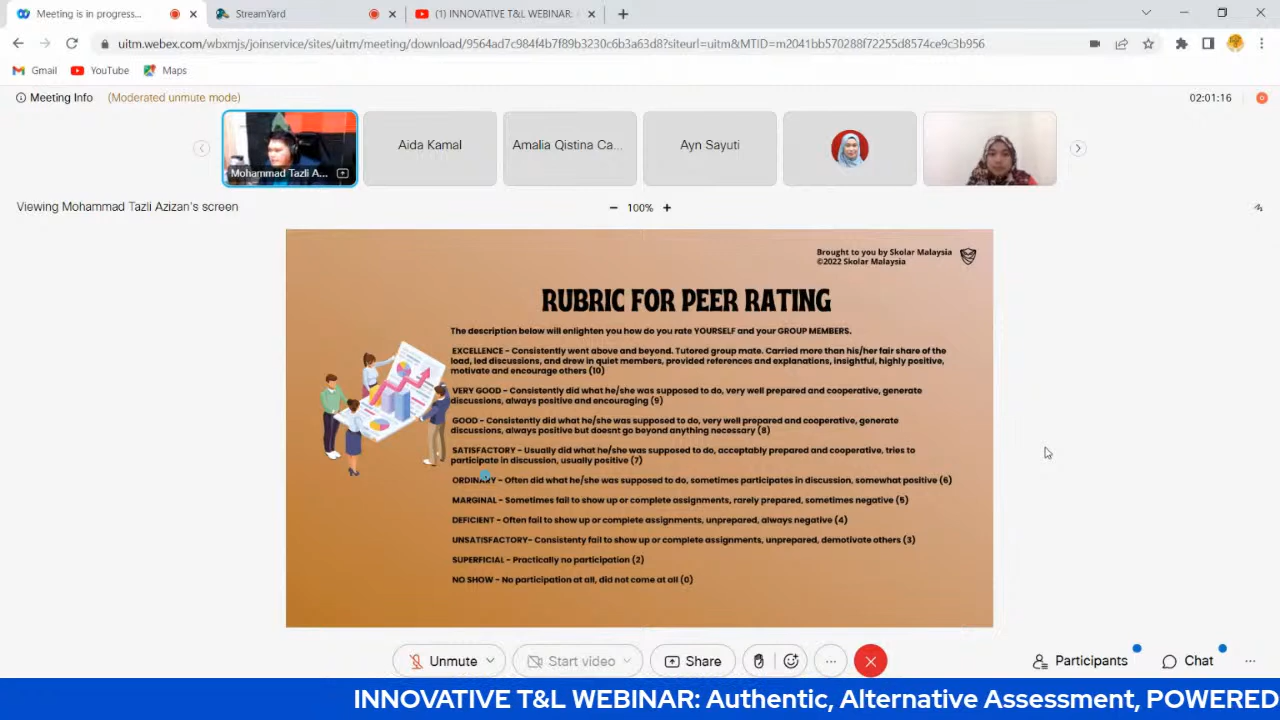 Meeting is in progress...
StreamYard
(1) INNOVATIVE T&L WEBINAR:
uitm.webex.com/wbxmjs/joinservice/sites/uitm/meeting/download/9564ad7c984f4b7f89b3230c6b3a63d8?siteurl=uitm&MTID=m2041bb570288f72255d8574ce9c3b956
Gmail YouTube Maps
Meeting Info (Moderated unmute mode) 02:01:16
Mohammad Tazli A...
Aida Kamal
Amalia Qistina Ca...
Ayn Sayuti
Viewing Mohammad Tazli Azizan's screen
100%
Brought to you by Skolar Malaysia
©2022 Skolar Malaysia
RUBRIC FOR PEER RATING
The description below will enlighten you how do you rate YOURSELF and your GROUP MEMBERS.
EXCELLENCE - Consistently went above and beyond. Tutored group mate. Carried more than his/her fair share of the
load, led discussions, and drew in quiet members, provided references and explanations, insightful, highly positive,
motivate and encourage others (10)
VERY GOOD - Consistently did what he/she was supposed to do, very well prepared and cooperative, generate
discussions, always positive and encouraging (9)
GOOD - Consistently did what he/she was supposed to do, very well prepared and cooperative, generate
discussions, always positive but doesnt go beyond anything necessary (8)
SATISFACTORY - Usually did what he/she was supposed to do, acceptably prepared and cooperative, tries to
participate in discussion, usually positive (7)
ORDINARY - Often did what he/she was supposed to do, sometimes participates in discussion, somewhat positive (6)
MARGINAL - Sometimes fail to show up or complete assignments, rarely prepared, sometimes negative (5)
DEFICIENT - Often fail to show up or complete assignments, unprepared, always negative (4)
UNSATISFACTORY- Consistenty fail to show up or complete assignments, unprepared, demotivate others (3)
SUPERFICIAL - Practically no participation (2)
NO SHOW - No participation at all, did not come at all (0)
Unmute
Start video
Share
Participants
Chat
INNOVATIVE T&L WEBINAR: Authentic, Alternative Assessment, POWERED